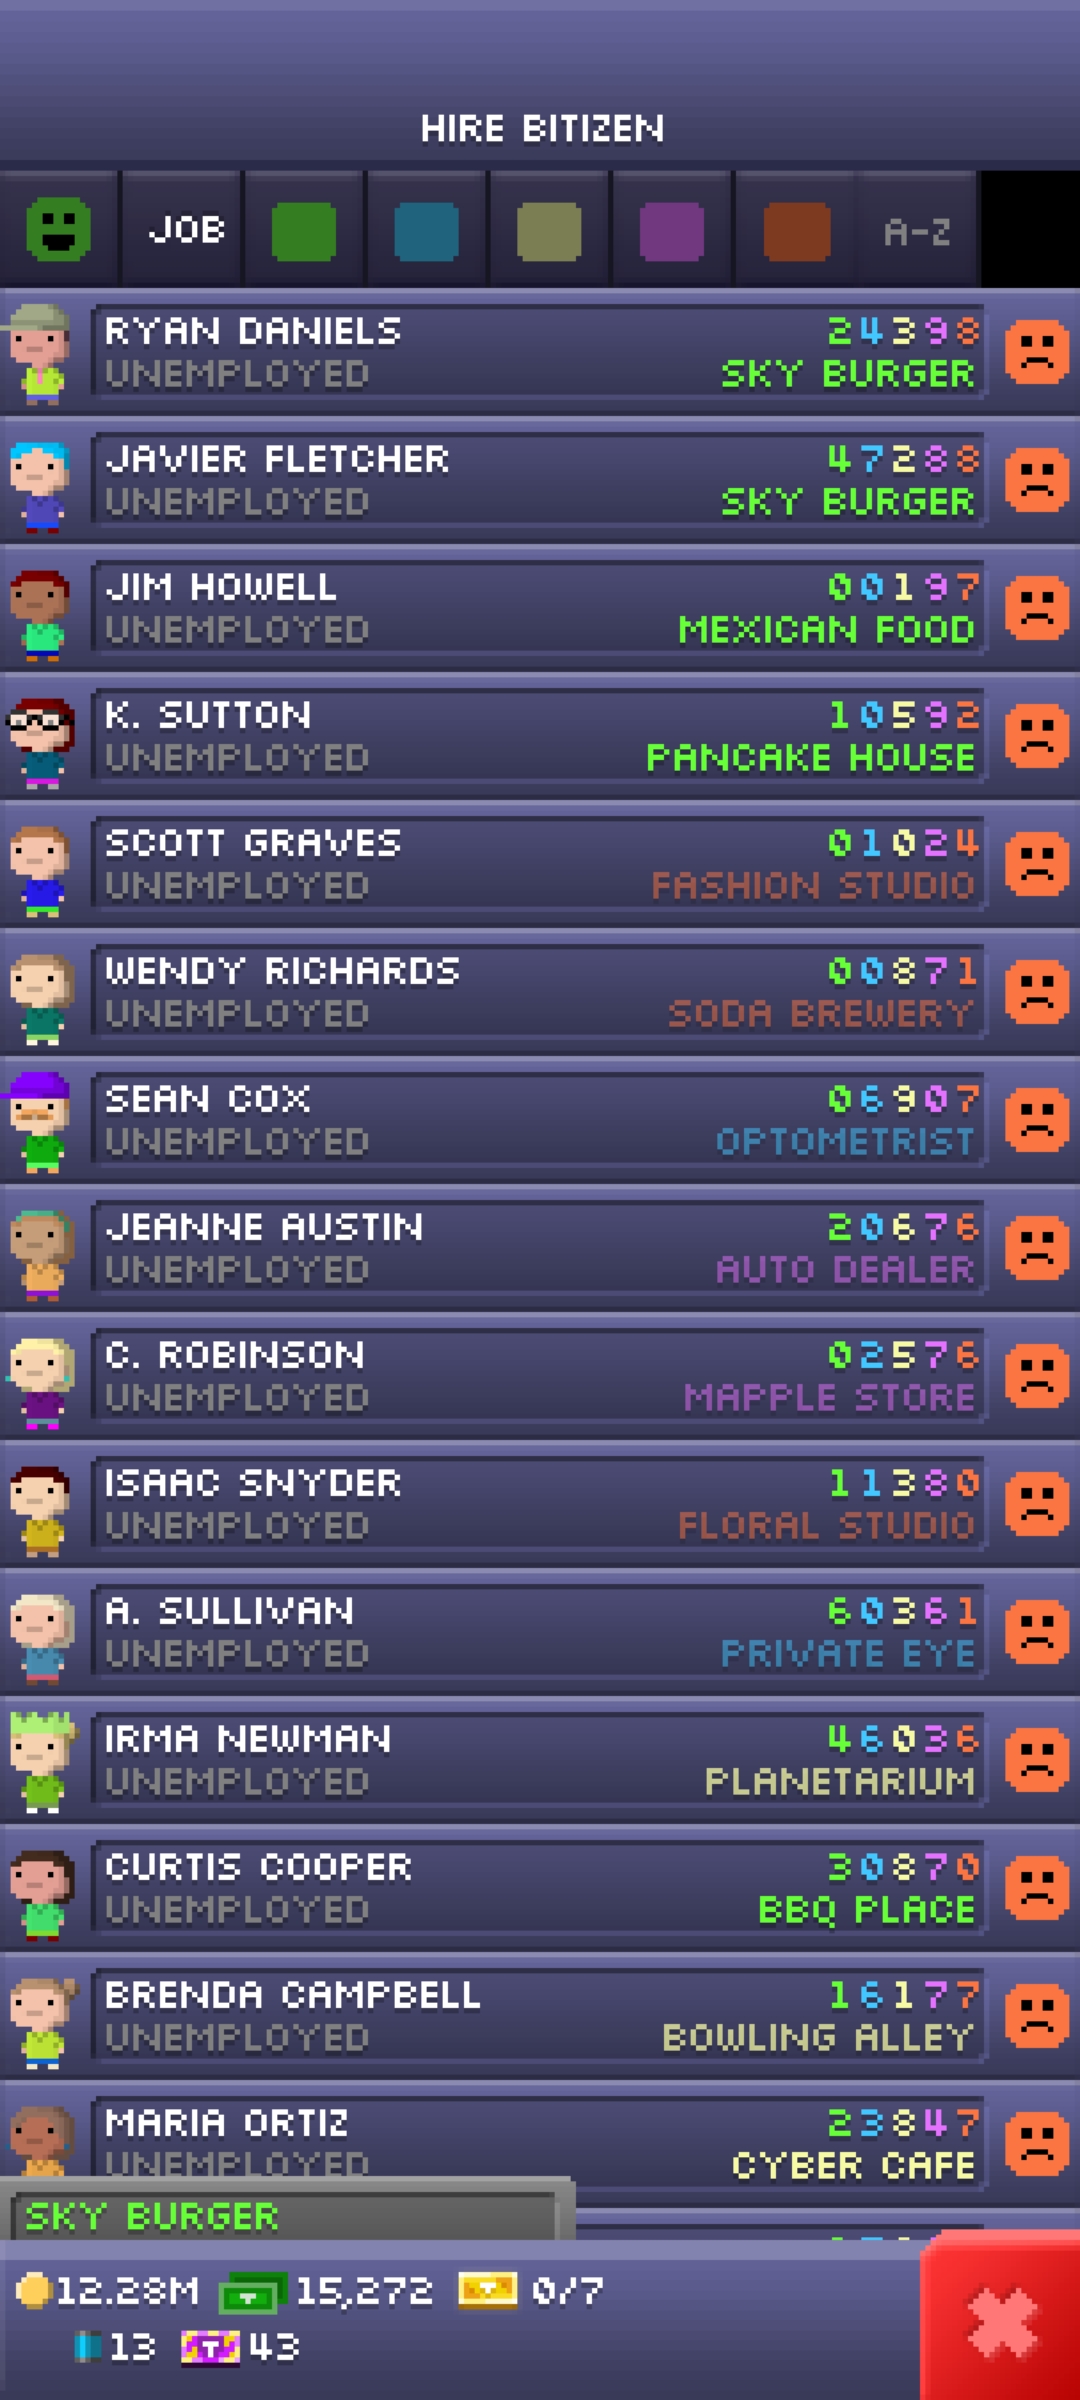 HIRE BITIZEN
JOB A-Z
RYAN DANIELS 24398
UNEMPLOYED SKY BURGER
JAVIER FLETCHER 47288
UNEMPLOYED SKY BURGER
JIM HOWELL 00197
UNEMPLOYED MEXICAN FOOD
K. SUTTON 10592
UNEMPLOYED PANCAKE HOUSE
SCOTT GRAVES 01024
UNEMPLOYED FASHION STUDIO
WENDY RICHARDS 00871
UNEMPLOYED SODA BREWERY
SEAN COX 06907
UNEMPLOYED OPTOMETRIST
JEANNE AUSTIN 20676
UNEMPLOYED AUTO DEALER
C. ROBINSON 02576
UNEMPLOYED MAPPLE STORE
ISAAC SNYDER 11380
UNEMPLOYED FLORAL STUDIO
A. SULLIVAN 60361
UNEMPLOYED PRIVATE EYE
IRMA NEWMAN 46036
UNEMPLOYED PLANETARIUM
CURTIS COOPER 30870
UNEMPLOYED BBQ PLACE
BRENDA CAMPBELL 16177
UNEMPLOYED BOWLING ALLEY
MARIA ORTIZ 23847
UNEMPLOYED CYBER CAFE
SKY BURGER
12.28M 15,272 0/7
13 43